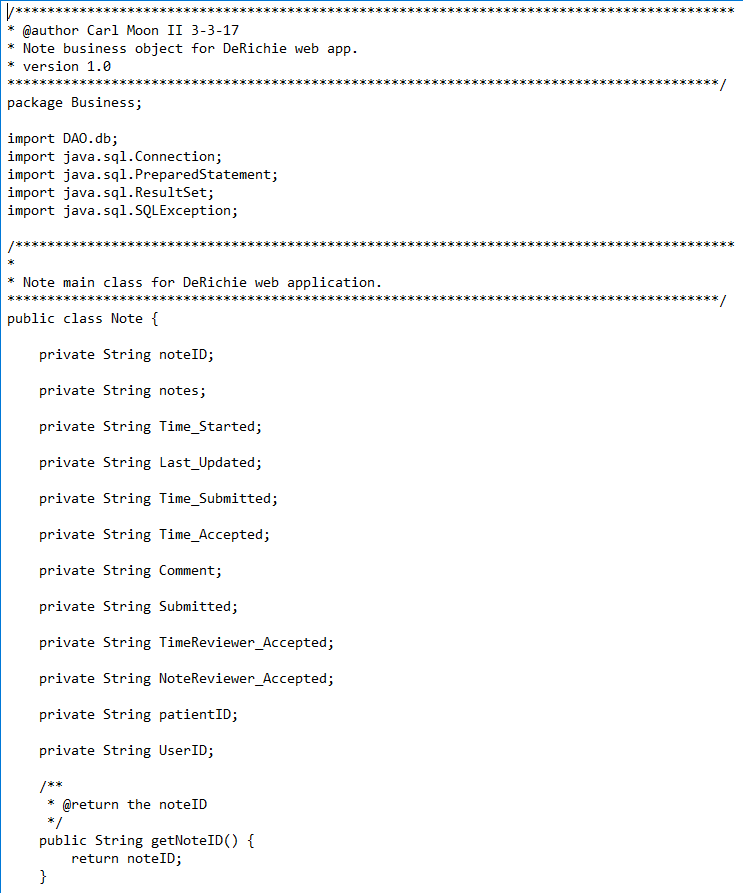 /******************************************************************************************
* @author Carl Moon II 3-3-17
* Note business object for DeRichie web app.
* version 1.0
*****************************************************************************************/
package Business;

import DAO.db;
import java.sql.Connection;
import java.sql.PreparedStatement;
import java.sql.ResultSet;
import java.sql.SQLException;

/******************************************************************************************
*
* Note main class for DeRichie web application.
*****************************************************************************************/
public class Note {

    private String noteID;

    private String notes;

    private String Time_Started;

    private String Last_Updated;

    private String Time_Submitted;

    private String Time_Accepted;

    private String Comment;

    private String Submitted;

    private String TimeReviewer_Accepted;

    private String NoteReviewer_Accepted;

    private String patientID;

    private String UserID;

    /**
     * @return the noteID
     */
    public String getNoteID() {
        return noteID;
    }